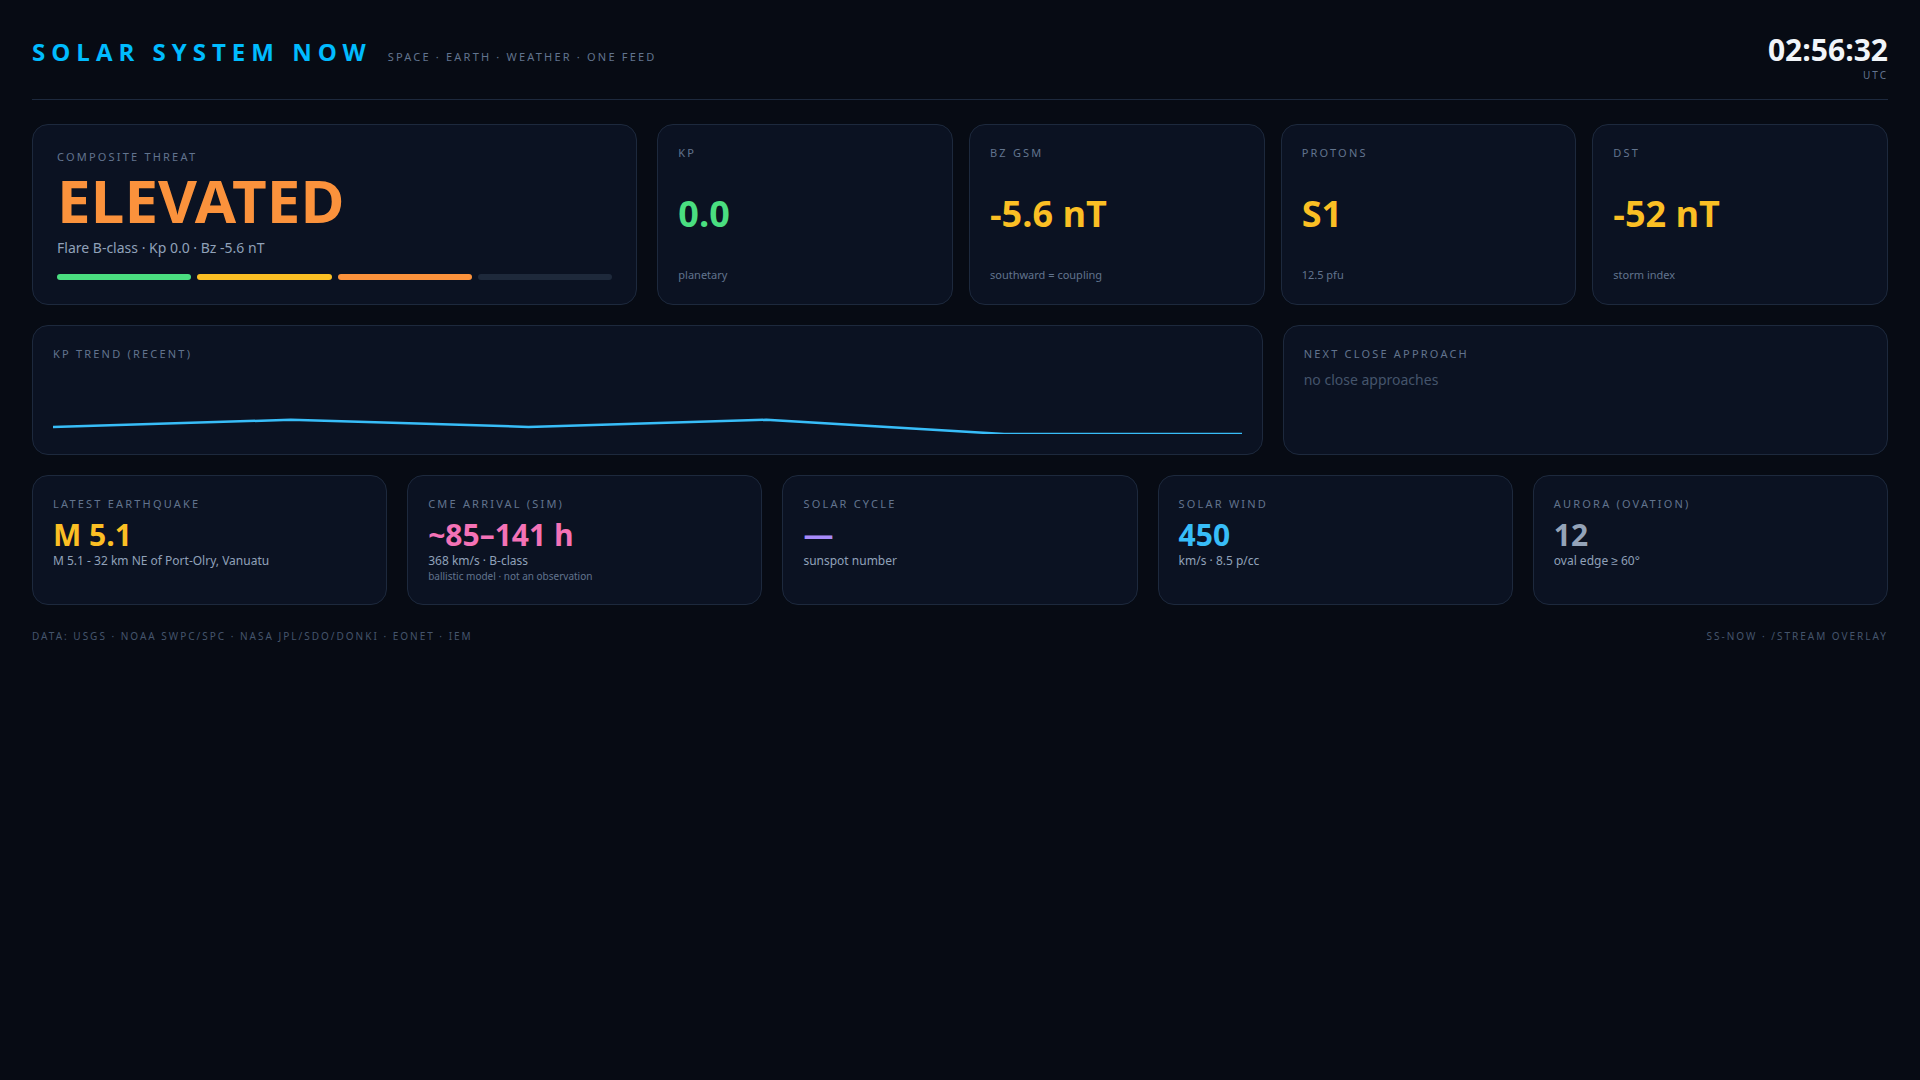 SOLAR SYSTEM NOW SPACE · EARTH · WEATHER · ONE FEED
02:56:32
UTC
COMPOSITE THREAT
ELEVATED
Flare B-class · Kp 0.0 · Bz -5.6 nT
KP
0.0
planetary
BZ GSM
-5.6 nT
southward = coupling
PROTONS
S1
12.5 pfu
DST
-52 nT
storm index
KP TREND (RECENT)
NEXT CLOSE APPROACH
no close approaches
LATEST EARTHQUAKE
M 5.1
M 5.1 - 32 km NE of Port-Olry, Vanuatu
CME ARRIVAL (SIM)
~85–141 h
368 km/s · B-class
ballistic model · not an observation
SOLAR CYCLE
—
sunspot number
SOLAR WIND
450
km/s · 8.5 p/cc
AURORA (OVATION)
12
oval edge ≥ 60°
DATA: USGS · NOAA SWPC/SPC · NASA JPL/SDO/DONKI · EONET · IEM
SS-NOW · /STREAM OVERLAY